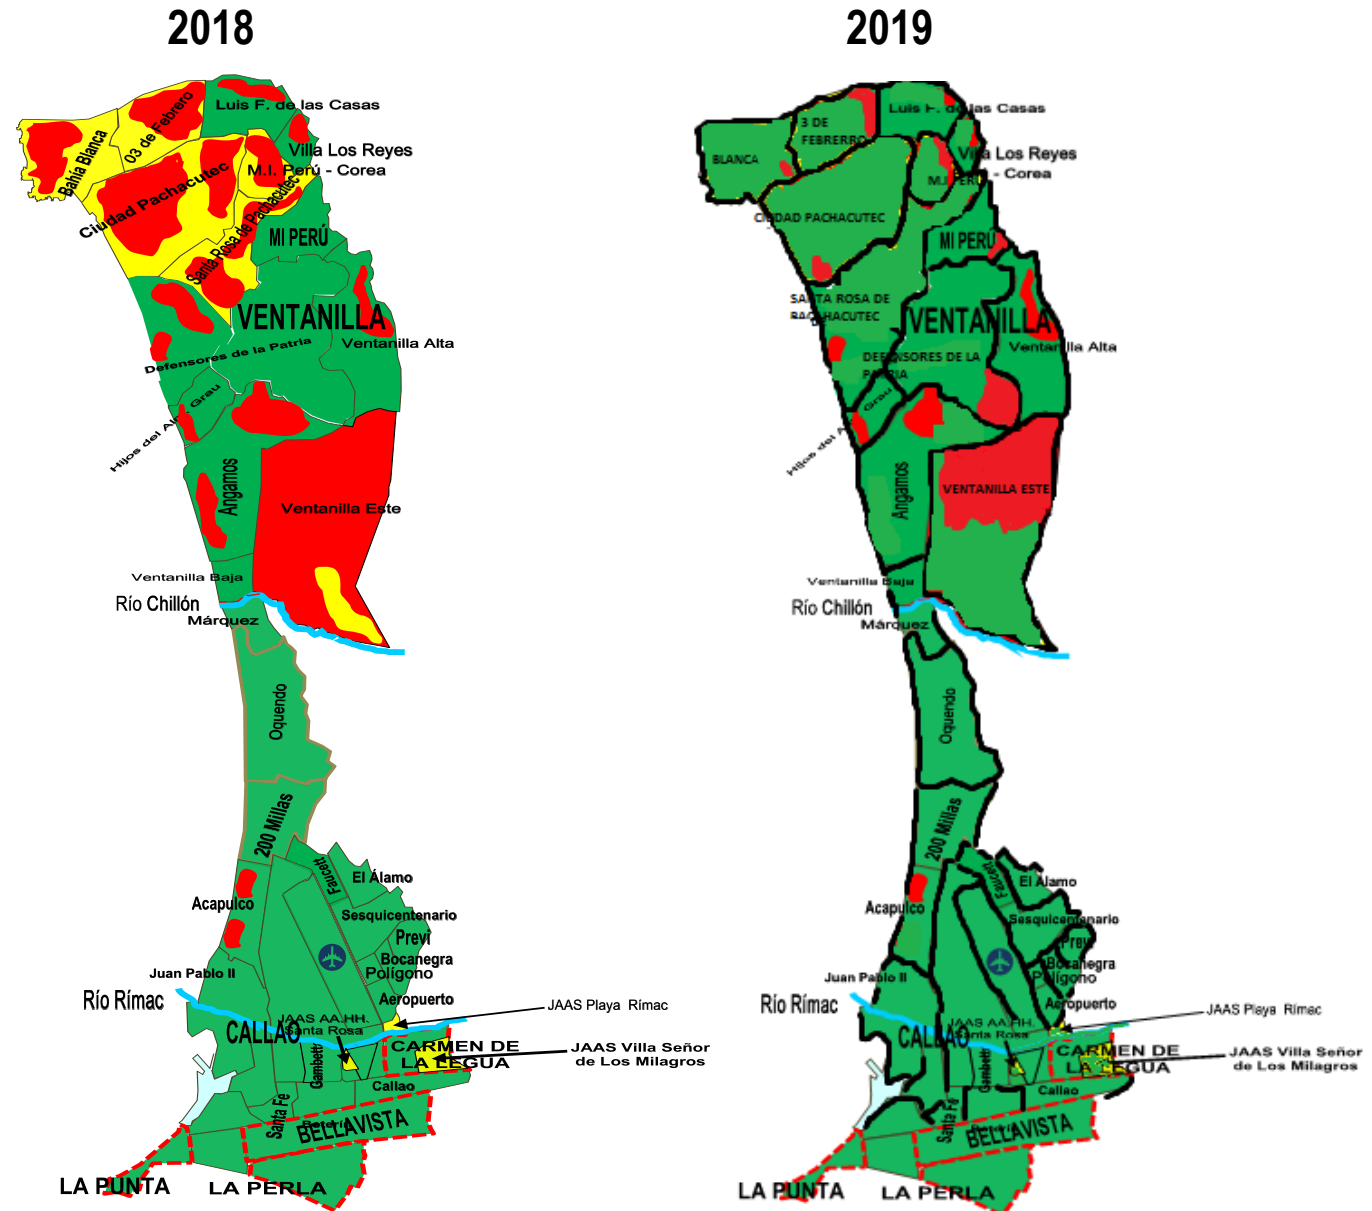 2018
Luis F. de las Casas
03 de Febrero
Bahía Blanca
Villa Los Reyes
M.I. Perú - Corea
Ciudad Pachacutec
Santa Rosa de Pachacutec
MI PERÚ
VENTANILLA
Ventanilla Alta
Defensores de la Patria
Hijos del Alm. Grau
Angamos
Ventanilla Este
Ventanilla Baja
Río Chillón
Márquez
Oquendo
200 Millas
Faucett
El Álamo
Acapulco
Sesquicentenario
Previ
Bocanegra
Polígono
Juan Pablo II
Aeropuerto
Río Rímac
JAAS Playa Rímac
JAAS AA.HH.
Santa Rosa
CALLAO
CARMEN DE
LA LEGUA
JAAS Villa Señor
de Los Milagros
Gambetta
Callao
Santa Fe
BELLAVISTA
LA PUNTA
LA PERLA
2019
Luis F. de las Casas
3 DE
FEBRERRO
BLANCA
Villa Los Reyes
Perú - Corea
M.I. PERÚ
CIUDAD PACHACUTEC
MI PERÚ
SANTA ROSA DE
PACHACUTEC
VENTANILLA
Ventanilla Alta
DEFENSORES DE LA
PATRIA
Hijos del A Grau
Angamos
VENTANILLA ESTE
Ventanilla Baja
Río Chillón
Márquez
Oquendo
200 Millas
Faucett
El Álamo
Acapulco
Sesquicentenario
Previ
Bocanegra
Polígono
Juan Pablo II
Aeropuerto
Río Rímac
JAAS Playa Rímac
JAAS AA.HH.
Santa Rosa
CALLAO
CARMEN DE
LA LEGUA
JAAS Villa Señor
de Los Milagros
Gambetta
Callao
Santa Fe
BELLAVISTA
LA PUNTA
LA PERLA